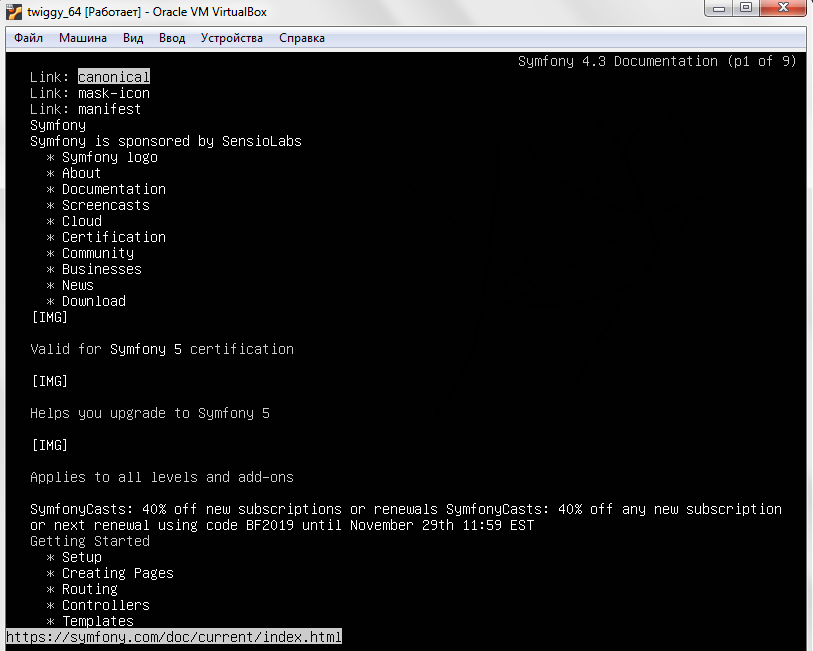 twiggy_64 [Работает] - Oracle VM VirtualBox
Файл Машина Вид Ввод Устройства Справка
Symfony 4.3 Documentation (p1 of 9)
Link: canonical
Link: mask-icon
Link: manifest
Symfony
Symfony is sponsored by SensioLabs
* Symfony logo
* About
* Documentation
* Screencasts
* Cloud
* Certification
* Community
* Businesses
* News
* Download
[IMG]
Valid for Symfony 5 certification
[IMG]
Helps you upgrade to Symfony 5
[IMG]
Applies to all levels and add-ons
SymfonyCasts: 40% off new subscriptions or renewals SymfonyCasts: 40% off any new subscription
or next renewal using code BF2019 until November 29th 11:59 EST
Getting Started
* Setup
* Creating Pages
* Routing
* Controllers
* Templates
https://symfony.com/doc/current/index.html